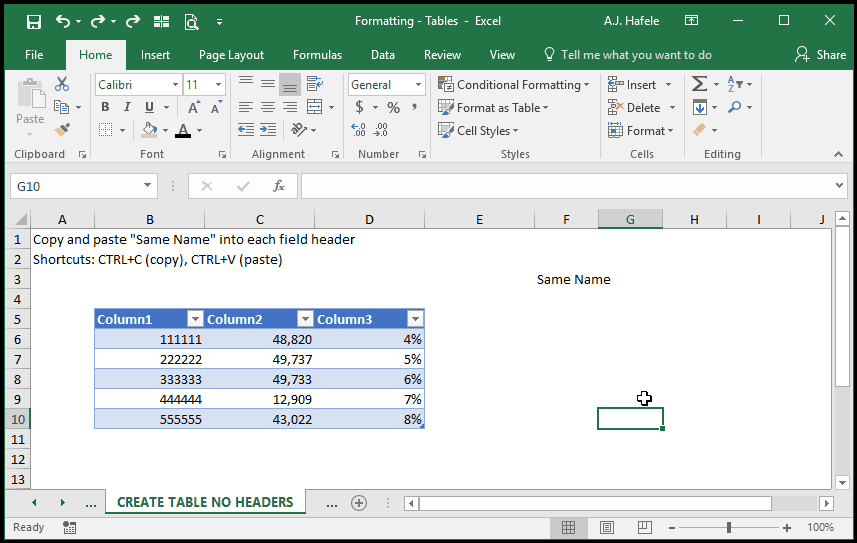 Formatting - Tables - Excel
A.J. Hafele
File Home Insert Page Layout Formulas Data Review View Tell me what you want to do Share
Paste
Calibri 11
B I U A A
A
General
$ % ,
.00 .0
Conditional Formatting
Format as Table
Cell Styles
Insert
Delete
Format
Σ
A Z
Clipboard Font Alignment Number Styles Cells Editing
G10 fx
A B C D E F G H I J
1 Copy and paste "Same Name" into each field header
2 Shortcuts: CTRL+C (copy), CTRL+V (paste)
3 Same Name
4
5 Column1 Column2 Column3
6 111111 48,820 4%
7 222222 49,737 5%
8 333333 49,733 6%
9 444444 12,909 7%
10 555555 43,022 8%
11
12
13
... CREATE TABLE NO HEADERS ...
Ready 100%